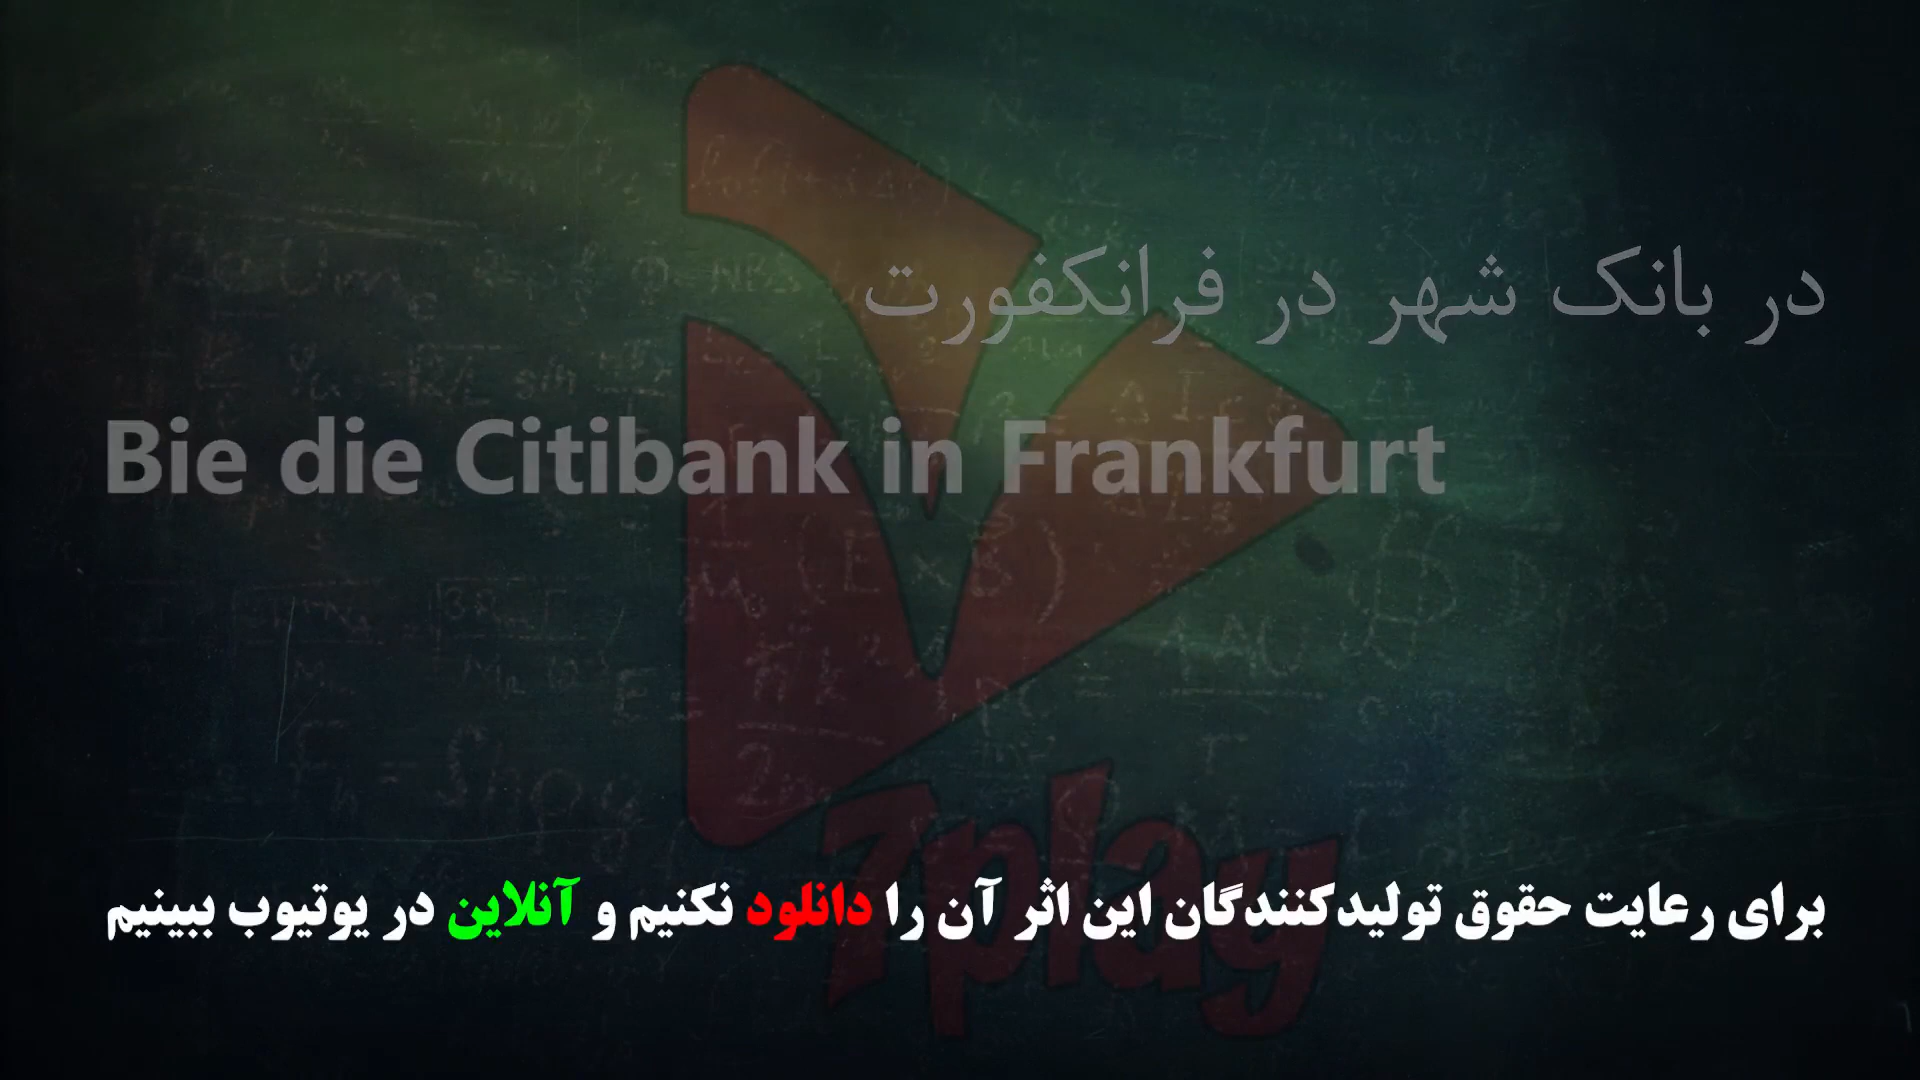 در بانک شهر در فرانکفورت
Bie die Citibank in Frankfurt
7play
برای رعایت حقوق تولیدکنندگان این اثر آن را دانلود نکنیم و آنلاین در یوتیوب ببینیم